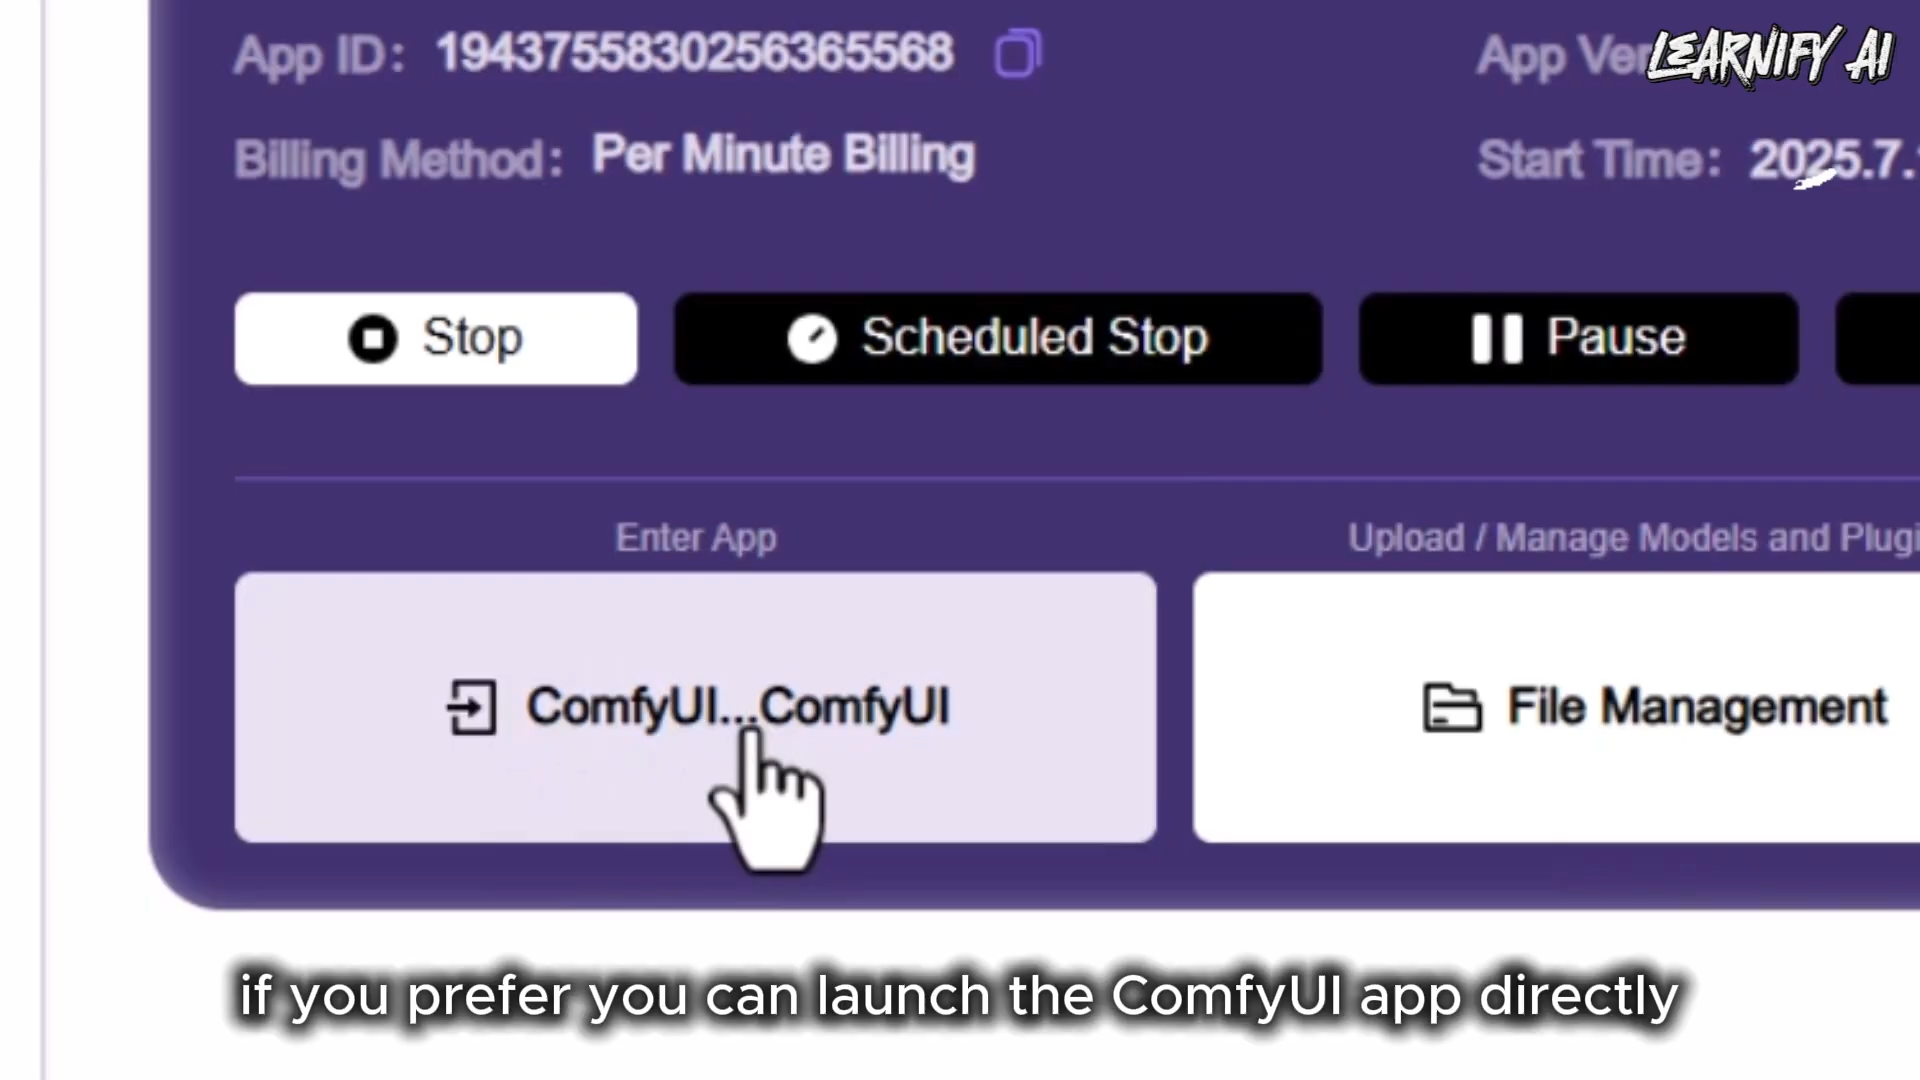 App ID: 1943755830256365568
App Ver
LEARNIFY AI
Billing Method: Per Minute Billing
Start Time: 2025.7.
Stop
Scheduled Stop
Pause
Enter App
Upload / Manage Models and Plugi
ComfyUI...ComfyUI
File Management
if you prefer you can launch the ComfyUI app directly